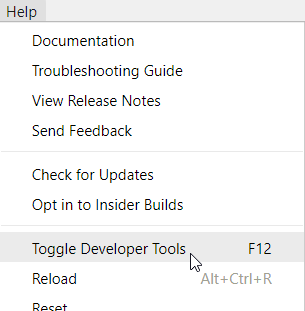 Help
Documentation
Troubleshooting Guide
View Release Notes
Send Feedback
Check for Updates
Opt in to Insider Builds
Toggle Developer Tools F12
Reload Alt+Ctrl+R
Reset